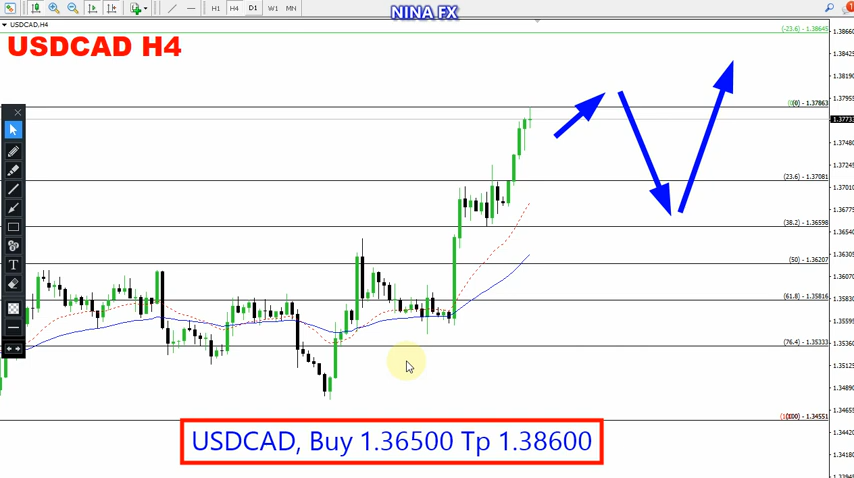 H1 H4 D1 W1 MN
NINA FX
USDCAD,H4
USDCAD H4
(-23.6) - 1.38645
1.38660
1.38425
1.38190
1.37955
(0) - 1.37863
1.37733
1.37480
1.37245
(23.6) - 1.37081
1.37010
1.36775
(38.2) - 1.36598
1.36540
1.36305
(50) - 1.36207
1.36070
1.35830
(61.8) - 1.35816
1.35595
1.35360
(76.4) - 1.35333
1.35125
1.34890
1.34655
(100) - 1.34551
1.34420
1.34180
T
USDCAD, Buy 1.36500 Tp 1.38600